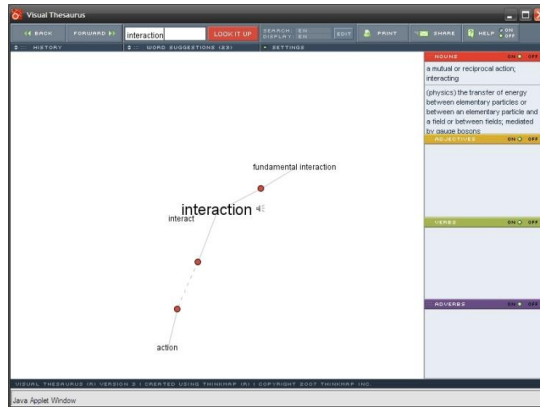 Visual Thesaurus
BACK
FORWARD
interaction
LOOK IT UP
SEARCH: EN
DISPLAY: EN
EDIT
PRINT
SHARE
HELP
ON
OFF
HISTORY
WORD SUGGESTIONS (23)
SETTINGS
NOUNS ON OFF
a mutual or reciprocal action;
interacting
(physics) the transfer of energy
between elementary particles or
between an elementary particle and
a field or between fields; mediated
by gauge bosons
ADJECTIVES ON OFF
VERBS ON OFF
ADVERBS ON OFF
fundamental interaction
interaction
interact
action
VISUAL THESAURUS (R) VERSION 3 | CREATED USING THINKMAP (R) | COPYRIGHT 2007 THINKMAP INC.
Java Applet Window